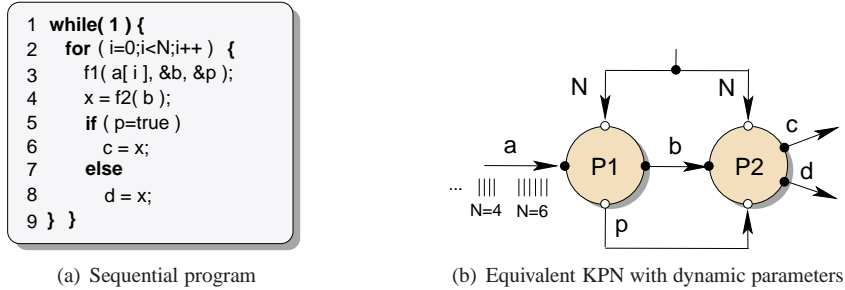 1 while( 1 ) {
2 for ( i=0;i<N;i++ ) {
3 f1( a[ i ], &b, &p );
4 x = f2( b );
5 if ( p=true )
6 c = x;
7 else
8 d = x;
9 } }
(a) Sequential program
N N
a P1 b P2 c
d
...
N=4 N=6
p
(b) Equivalent KPN with dynamic parameters